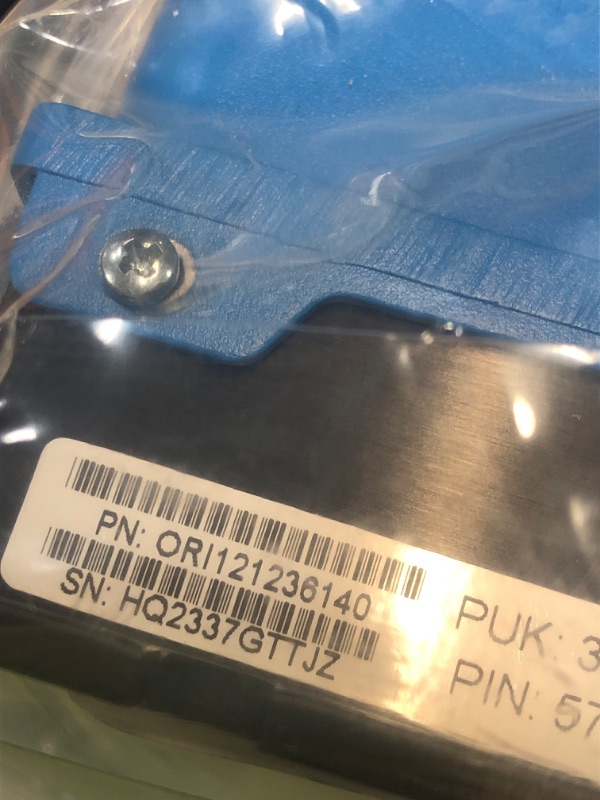 PN: ORI121236140
SN: HQ2337GTTJZ
PUK: 3
PIN: 57